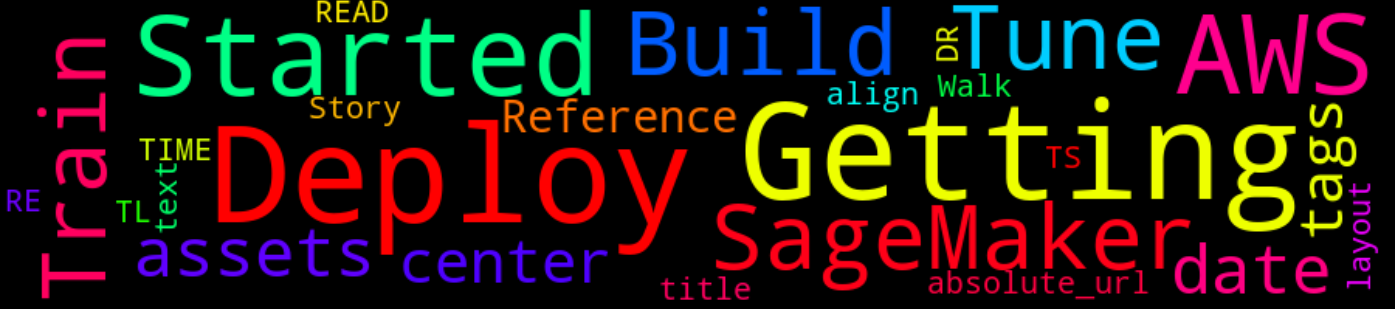 READ
Started
Build
DR
Tune
AWS
Train
Story
Reference
align
Walk
Getting
TS
tags
TIME
text
Deploy
RE
TL
SageMaker
layout
assets
center
title
absolute_url
date